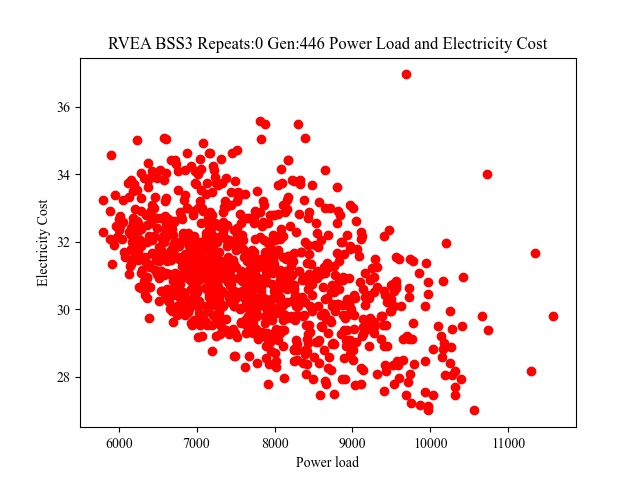 RVEA BSS3 Repeats:0 Gen:446 Power Load and Electricity Cost
Electricity Cost
36
34
32
30
28
6000 7000 8000 9000 10000 11000
Power load